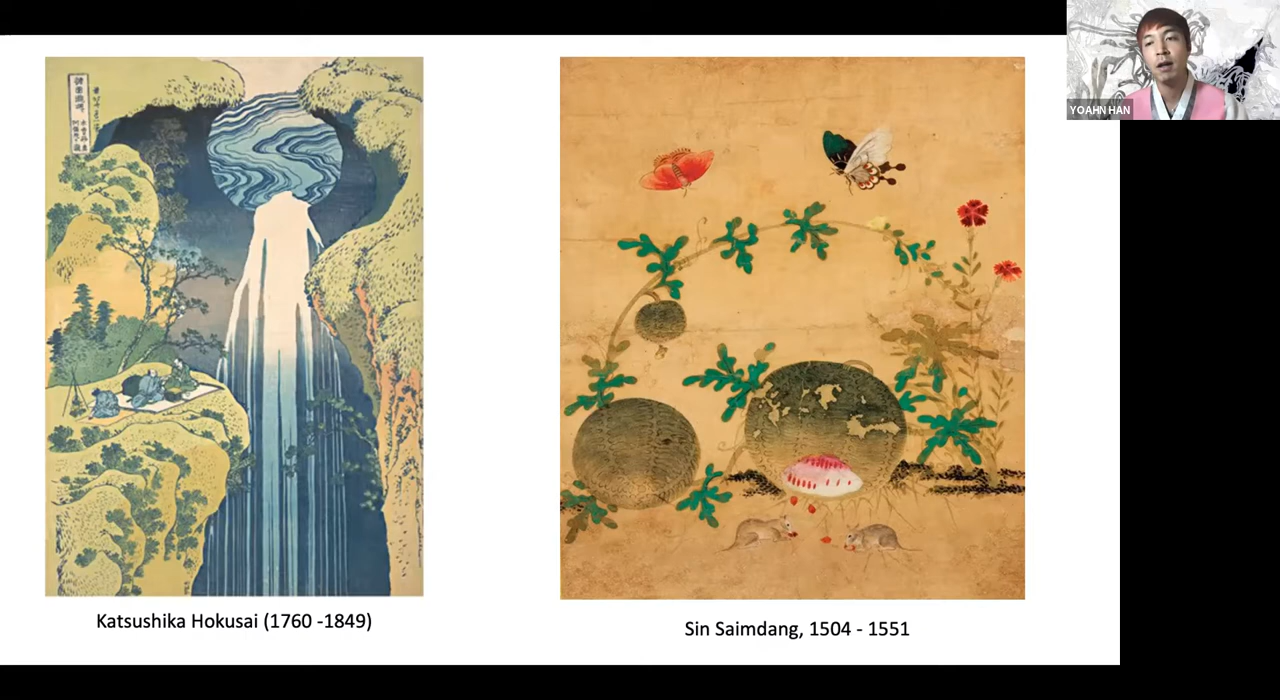 YOAHN HAN
Katsushika Hokusai (1760 -1849)
Sin Saimdang, 1504 - 1551